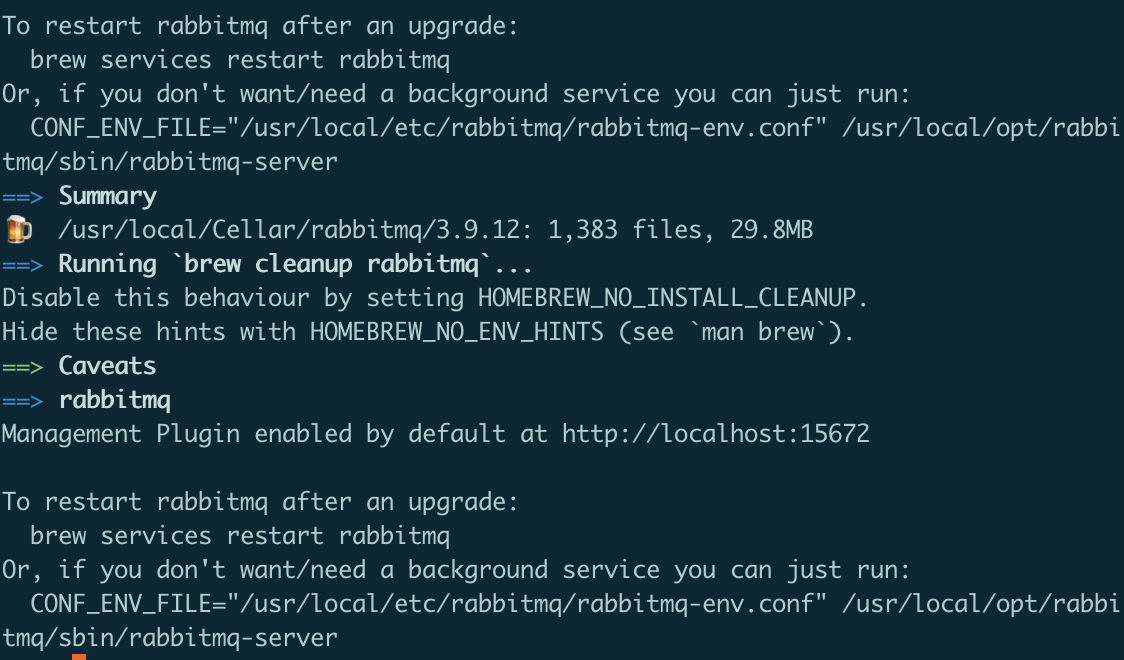 To restart rabbitmq after an upgrade:
  brew services restart rabbitmq
Or, if you don't want/need a background service you can just run:
  CONF_ENV_FILE="/usr/local/etc/rabbitmq/rabbitmq-env.conf" /usr/local/opt/rabbi
tmq/sbin/rabbitmq-server
==> Summary
🍺  /usr/local/Cellar/rabbitmq/3.9.12: 1,383 files, 29.8MB
==> Running `brew cleanup rabbitmq`...
Disable this behaviour by setting HOMEBREW_NO_INSTALL_CLEANUP.
Hide these hints with HOMEBREW_NO_ENV_HINTS (see `man brew`).
==> Caveats
==> rabbitmq
Management Plugin enabled by default at http://localhost:15672

To restart rabbitmq after an upgrade:
  brew services restart rabbitmq
Or, if you don't want/need a background service you can just run:
  CONF_ENV_FILE="/usr/local/etc/rabbitmq/rabbitmq-env.conf" /usr/local/opt/rabbi
tmq/sbin/rabbitmq-server